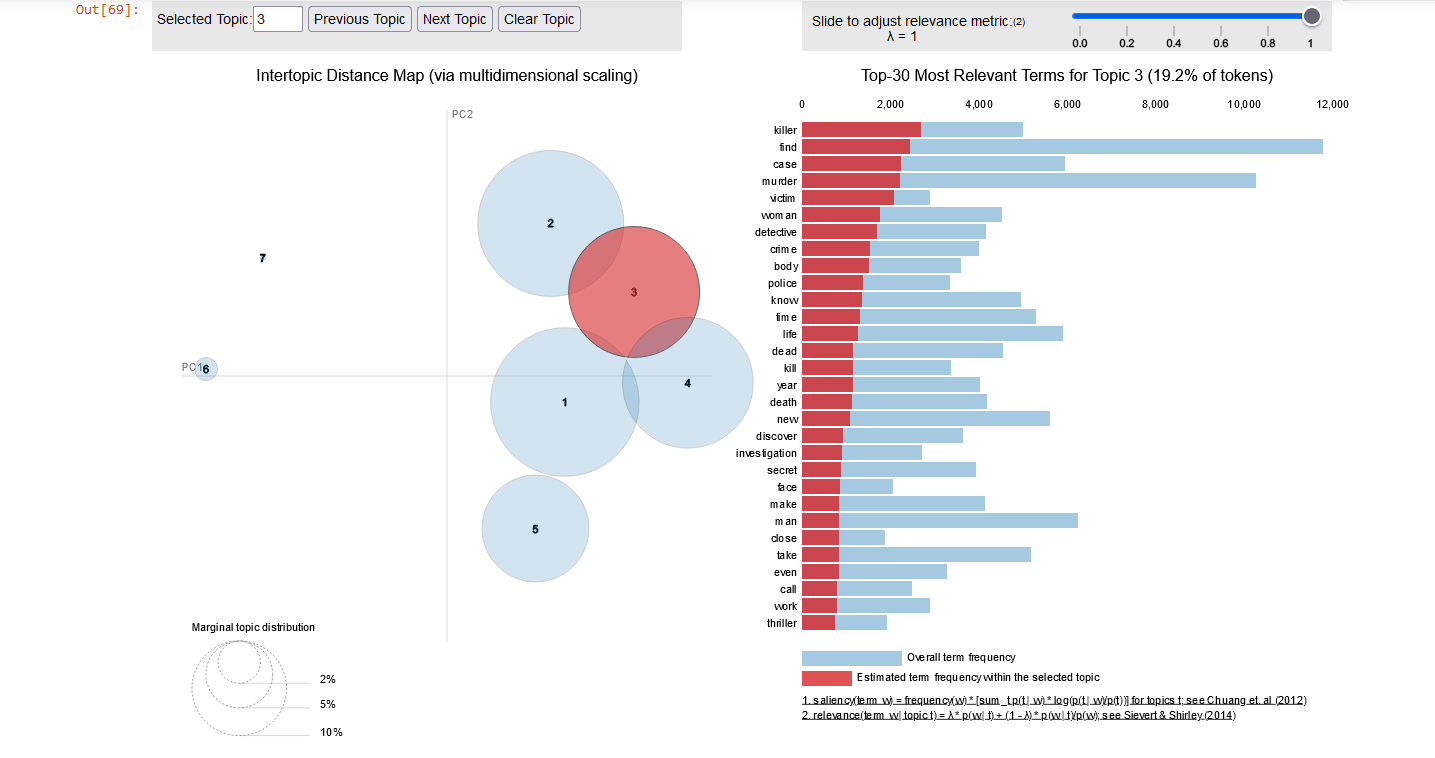 Out[69]:
Selected Topic: 3 Previous Topic Next Topic Clear Topic
Slide to adjust relevance metric:(2)
λ = 1
0.0 0.2 0.4 0.6 0.8 1
Intertopic Distance Map (via multidimensional scaling)
PC2
2
7
3
PC1
6
4
1
5
Marginal topic distribution
2%
5%
10%
Top-30 Most Relevant Terms for Topic 3 (19.2% of tokens)
0 2,000 4,000 6,000 8,000 10,000 12,000
killer
find
case
murder
victim
woman
detective
crime
body
police
know
time
life
dead
kill
year
death
new
discover
investigation
secret
face
make
man
close
take
even
call
work
thriller
Overall term frequency
Estimated term frequency within the selected topic
1. saliency(term w) = frequency(w) * [sum_t p(t | w) * log(p(t | w)/p(t))] for topics t; see Chuang et. al (2012)
2. relevance(term w | topic t) = λ * p(w | t) + (1 - λ) * p(w | t)/p(w); see Sievert & Shirley (2014)